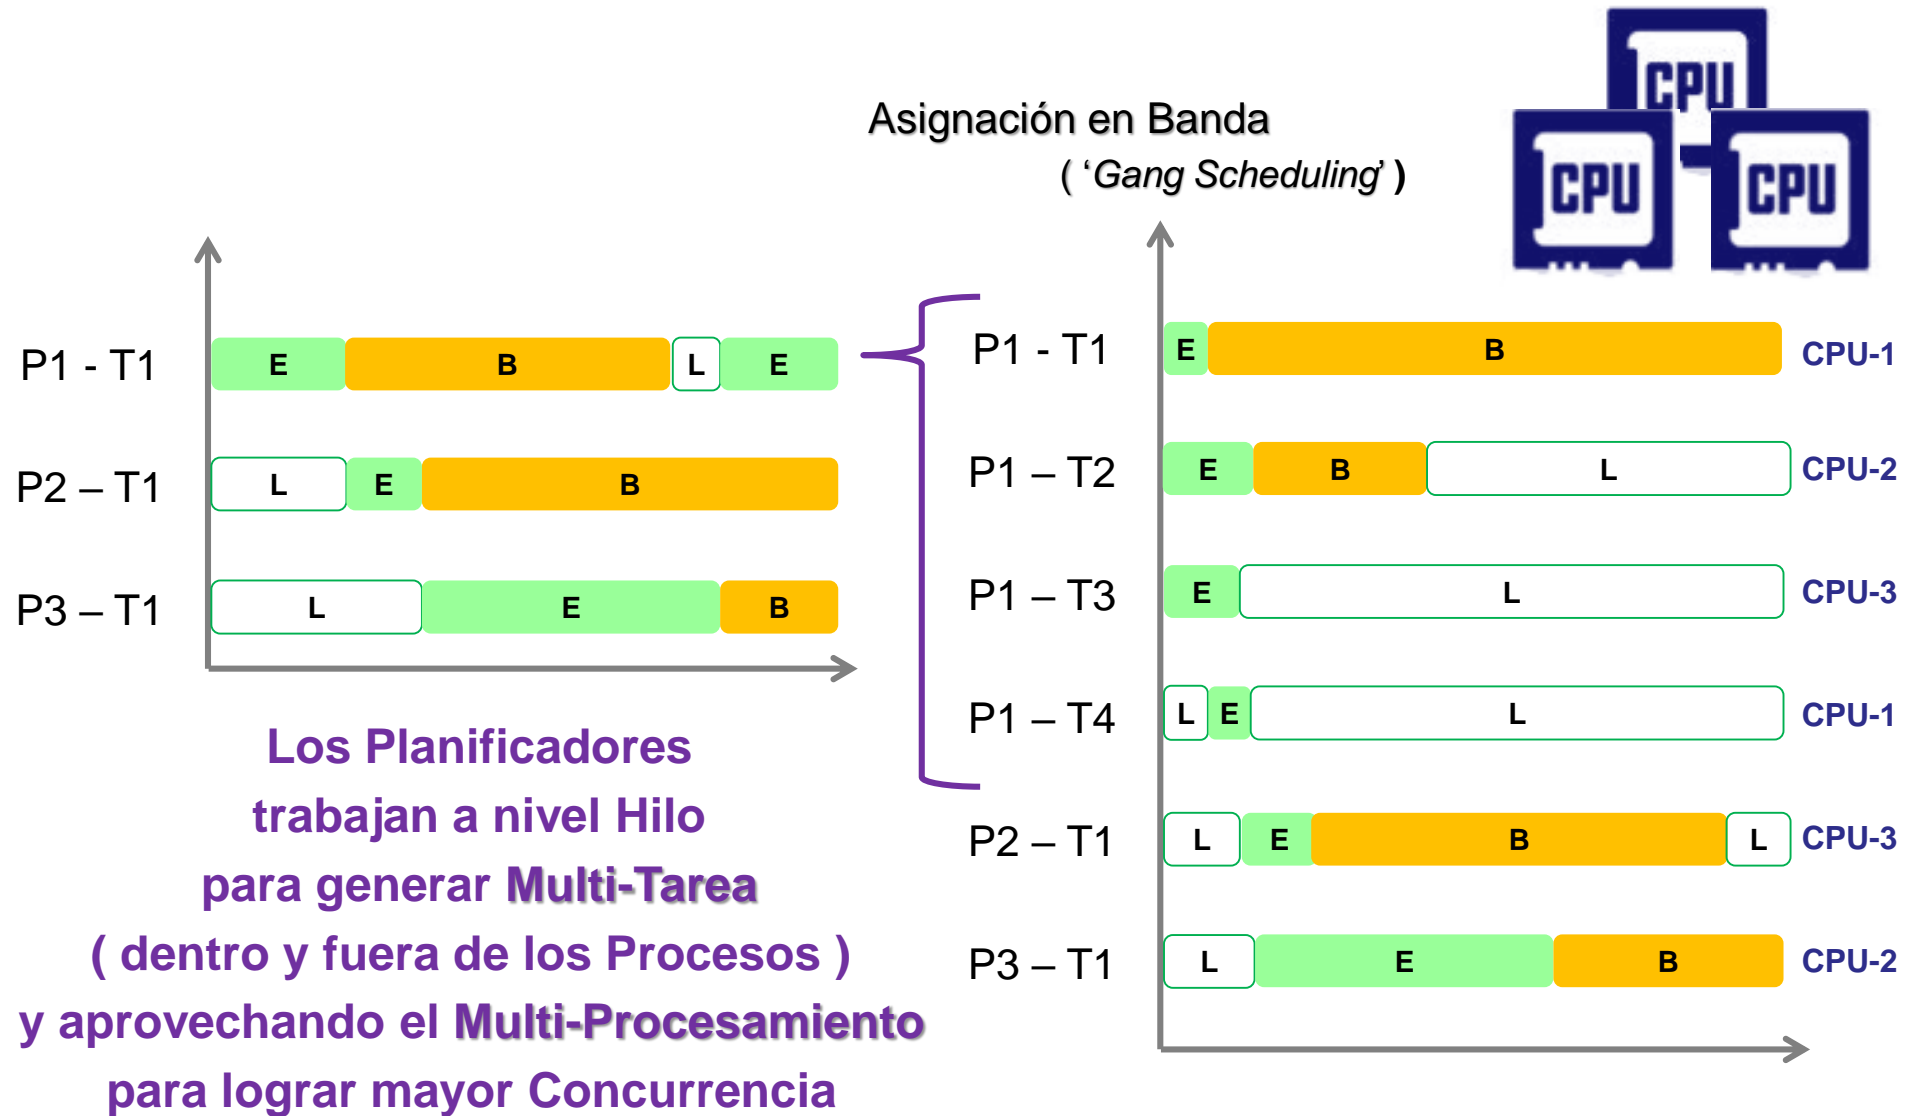 CPU
CPU
CPU
Asignación en Banda
( ‘Gang Scheduling’ )
P1 - T1
E B L E
P2 – T1
L E B
P3 – T1
L E B
P1 - T1
E B
CPU-1
P1 – T2
E B L
CPU-2
P1 – T3
E L
CPU-3
P1 – T4
L E L
CPU-1
P2 – T1
L E B L
CPU-3
P3 – T1
L E B
CPU-2
Los Planificadores
trabajan a nivel Hilo
para generar Multi-Tarea
( dentro y fuera de los Procesos )
y aprovechando el Multi-Procesamiento
para lograr mayor Concurrencia